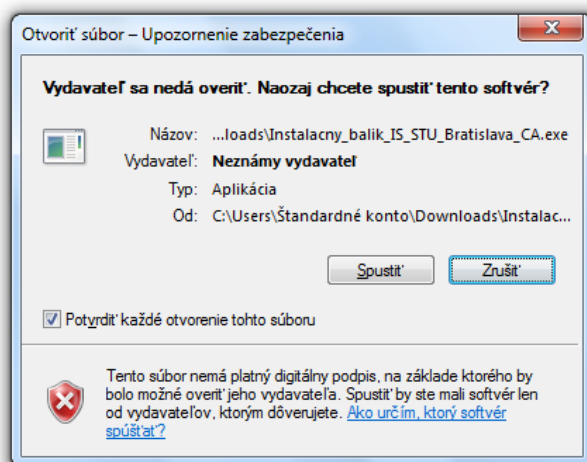 Otvoriť súbor – Upozornenie zabezpečenia
Vydavateľ sa nedá overiť. Naozaj chcete spustiť tento softvér?
Názov: ...loads\Instalacny_balik_IS_STU_Bratislava_CA.exe
Vydavateľ: Neznámy vydavateľ
Typ: Aplikácia
Od: C:\Users\Štandardné konto\Downloads\Instalac...
Spustiť Zrušiť
Potvrdiť každé otvorenie tohto súboru
Tento súbor nemá platný digitálny podpis, na základe ktorého by
bolo možné overiť jeho vydavateľa. Spustiť by ste mali softvér len
od vydavateľov, ktorým dôverujete. Ako určím, ktorý softvér
spúšťať?